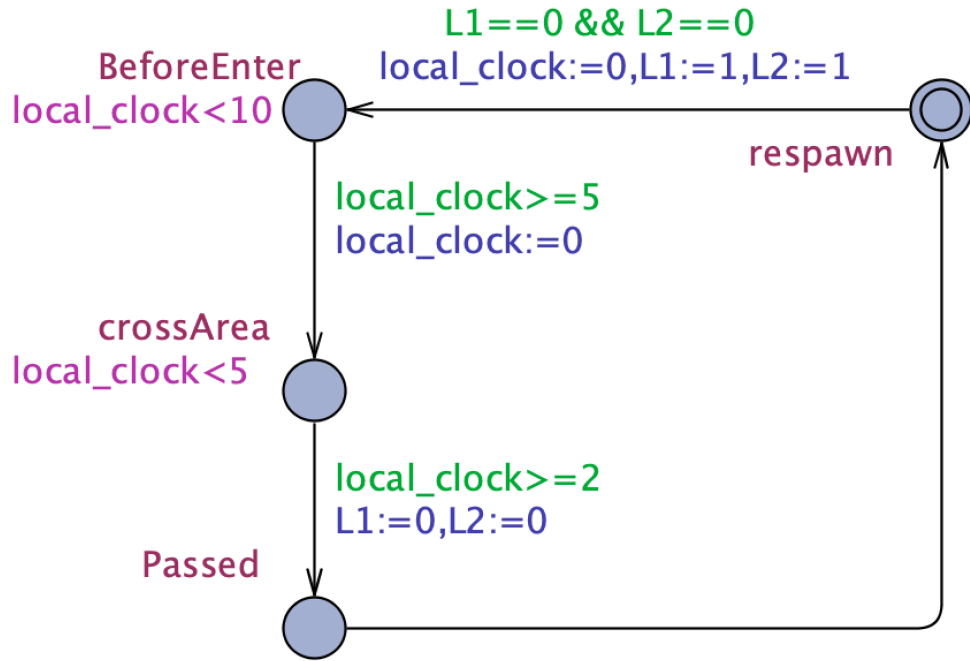 L1==0 && L2==0
local_clock:=0,L1:=1,L2:=1
BeforeEnter
local_clock<10
respawn
local_clock>=5
local_clock:=0
crossArea
local_clock<5
local_clock>=2
L1:=0,L2:=0
Passed